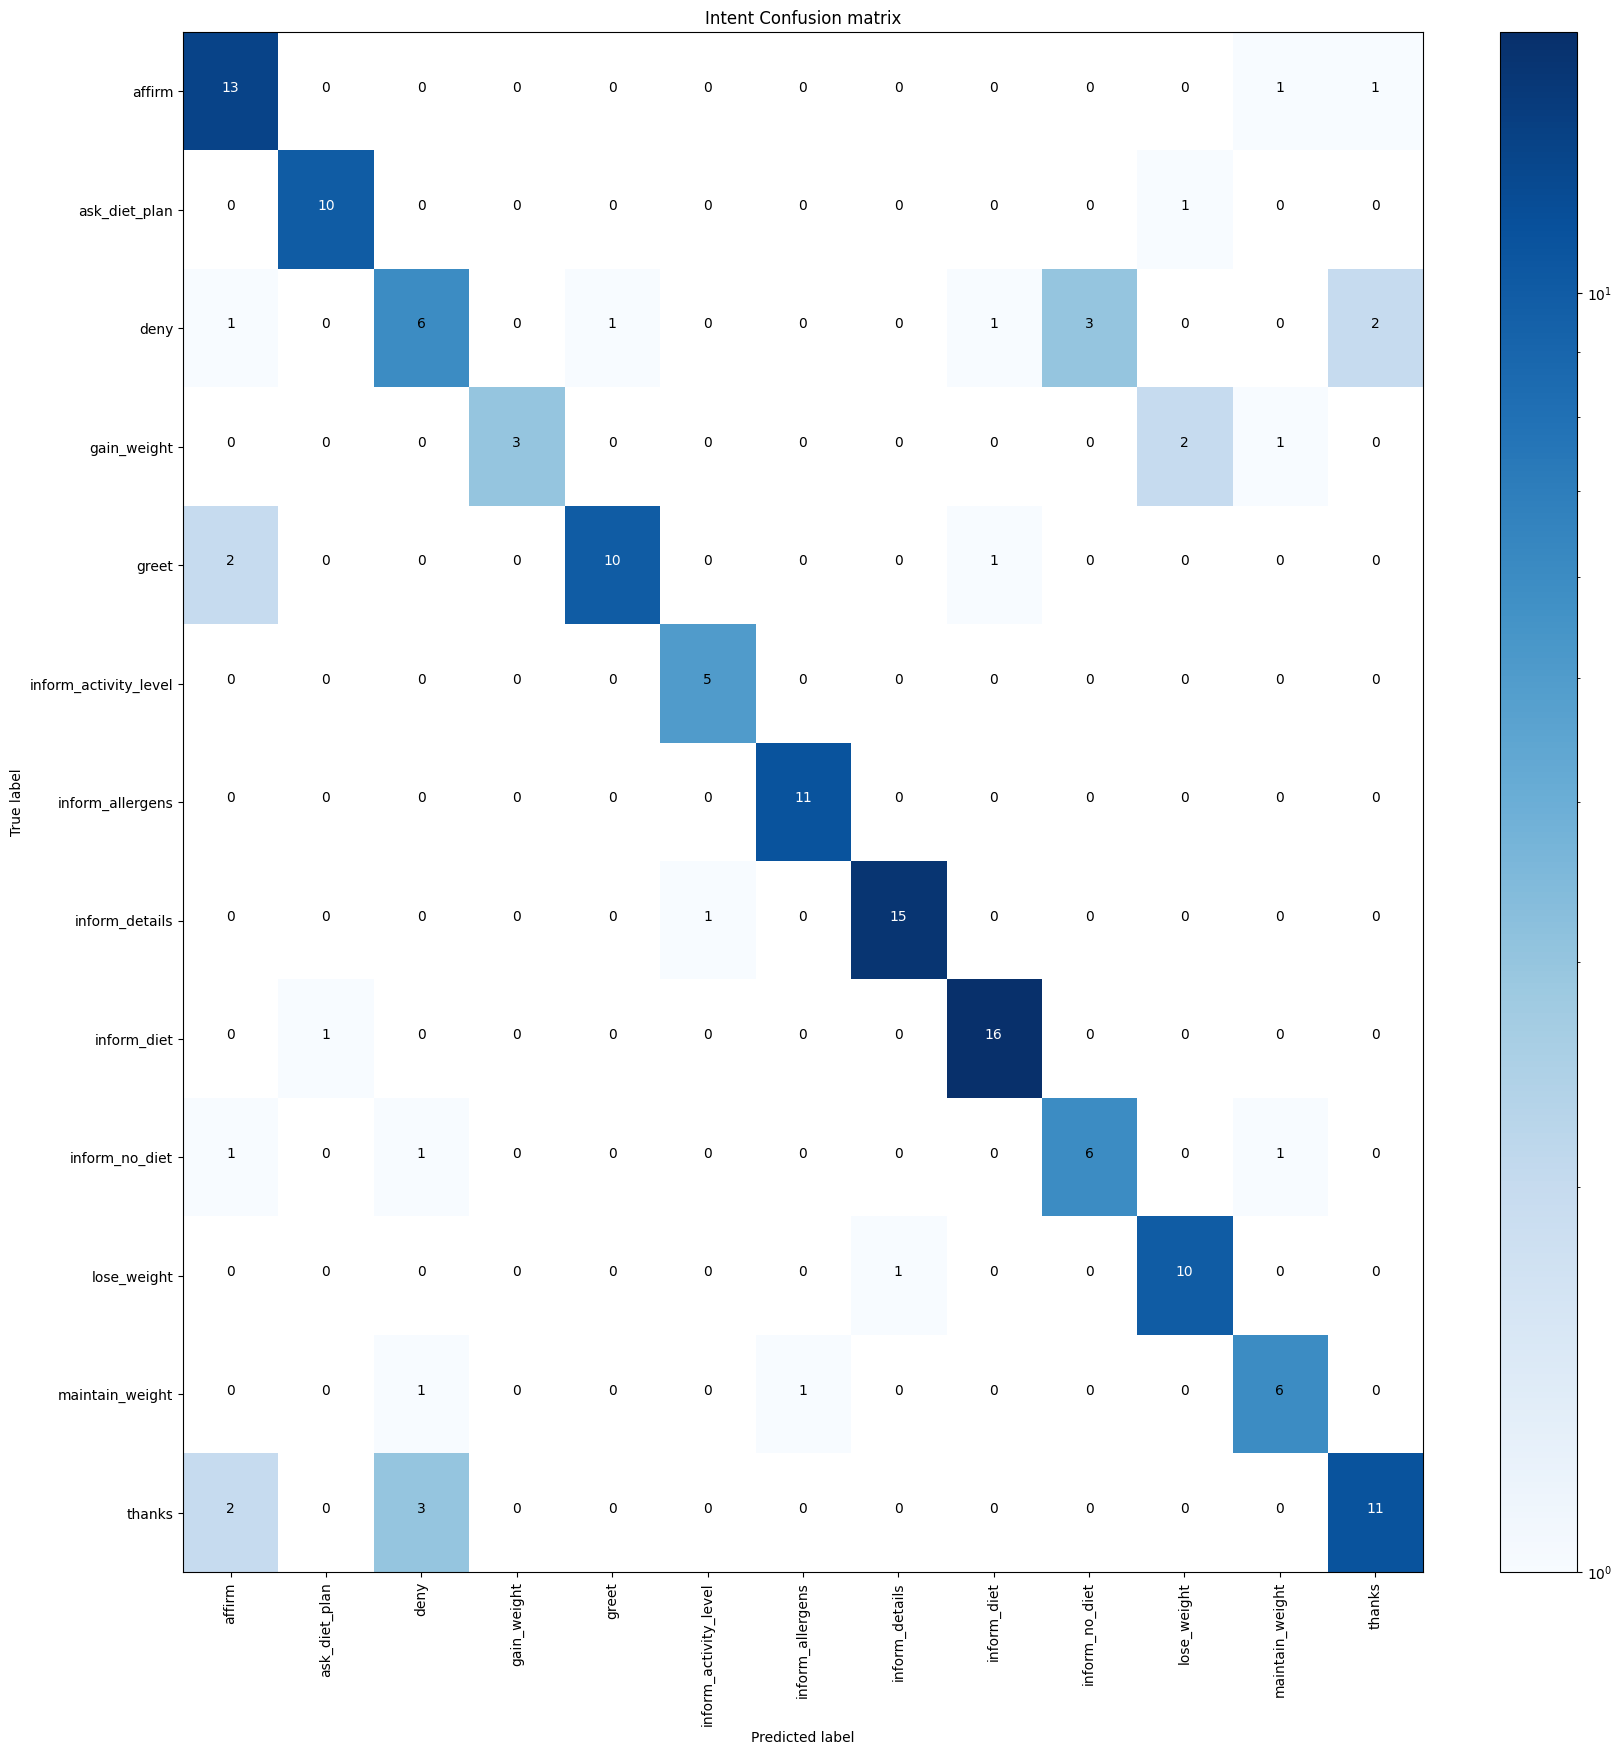 Intent Confusion matrix
affirm 13 0 0 0 0 0 0 0 0 0 0 1 1
ask_diet_plan 0 10 0 0 0 0 0 0 0 0 1 0 0
deny 1 0 6 0 1 0 0 0 1 3 0 0 2
gain_weight 0 0 0 3 0 0 0 0 0 0 2 1 0
greet 2 0 0 0 10 0 0 0 1 0 0 0 0
inform_activity_level 0 0 0 0 0 5 0 0 0 0 0 0 0
inform_allergens 0 0 0 0 0 0 11 0 0 0 0 0 0
inform_details 0 0 0 0 0 1 0 15 0 0 0 0 0
inform_diet 0 1 0 0 0 0 0 0 16 0 0 0 0
inform_no_diet 1 0 1 0 0 0 0 0 0 6 0 1 0
lose_weight 0 0 0 0 0 0 0 1 0 0 10 0 0
maintain_weight 0 0 1 0 0 0 1 0 0 0 0 6 0
thanks 2 0 3 0 0 0 0 0 0 0 0 0 11
True label
affirm
ask_diet_plan
deny
gain_weight
greet
inform_activity_level
inform_allergens
inform_details
inform_diet
inform_no_diet
lose_weight
maintain_weight
thanks
Predicted label
10¹
10⁰